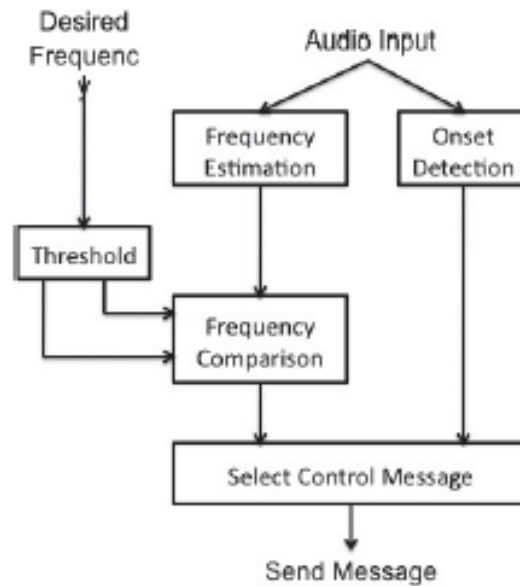 Desired
Frequenc
Audio Input
Frequency
Estimation
Onset
Detection
Threshold
Frequency
Comparison
Select Control Message
Send Message